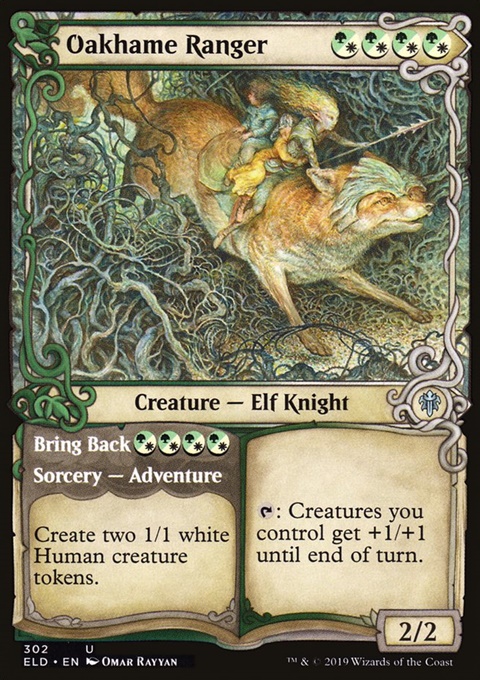 Oakhame Ranger
Creature — Elf Knight
Bring Back
Sorcery — Adventure
Create two 1/1 white
Human creature
tokens.
: Creatures you
control get +1/+1
until end of turn.
2/2
302 U
ELD • EN Omar Rayyan
™ & © 2019 Wizards of the Coast